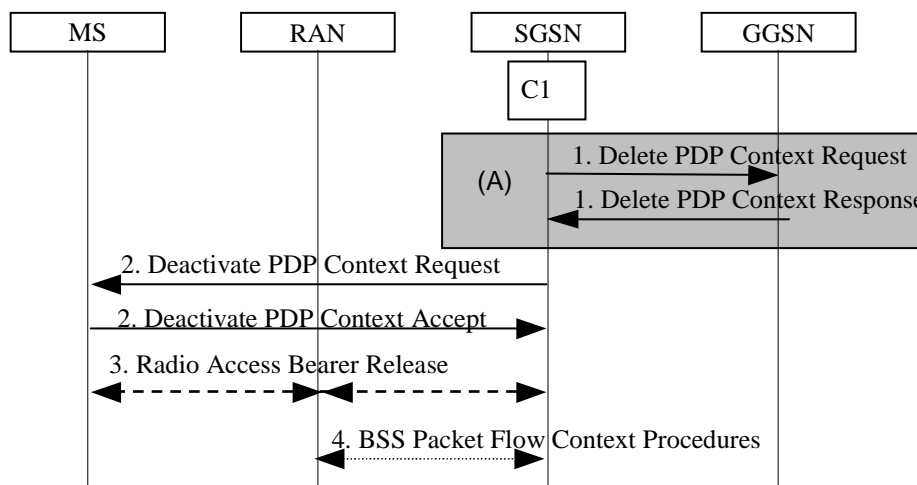 MS
RAN
SGSN
GGSN
C1
1. Delete PDP Context Request
(A)
1. Delete PDP Context Response
2. Deactivate PDP Context Request
2. Deactivate PDP Context Accept
3. Radio Access Bearer Release
4. BSS Packet Flow Context Procedures